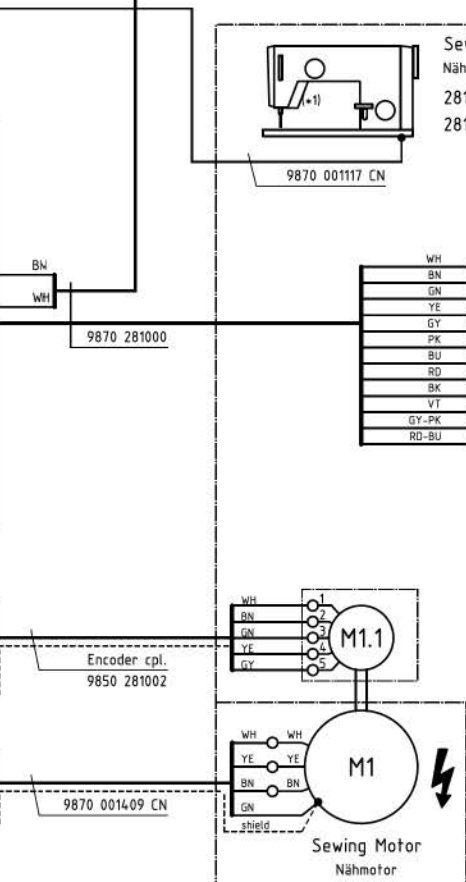 Sew
Näh
281
281
(*1)
9870 001117 CN
BN
WH
9870 281000
WH
BN
GN
YE
GY
PK
BU
RD
BK
VT
GY-PK
RD-BU
WH 1
BN 2
GN 3
YE 4
GY 5
M1.1
Encoder cpl.
9850 281002
WH WH
YE YE
BN BN
GN
shield
M1
9870 001409 CN
Sewing Motor
Nähmotor